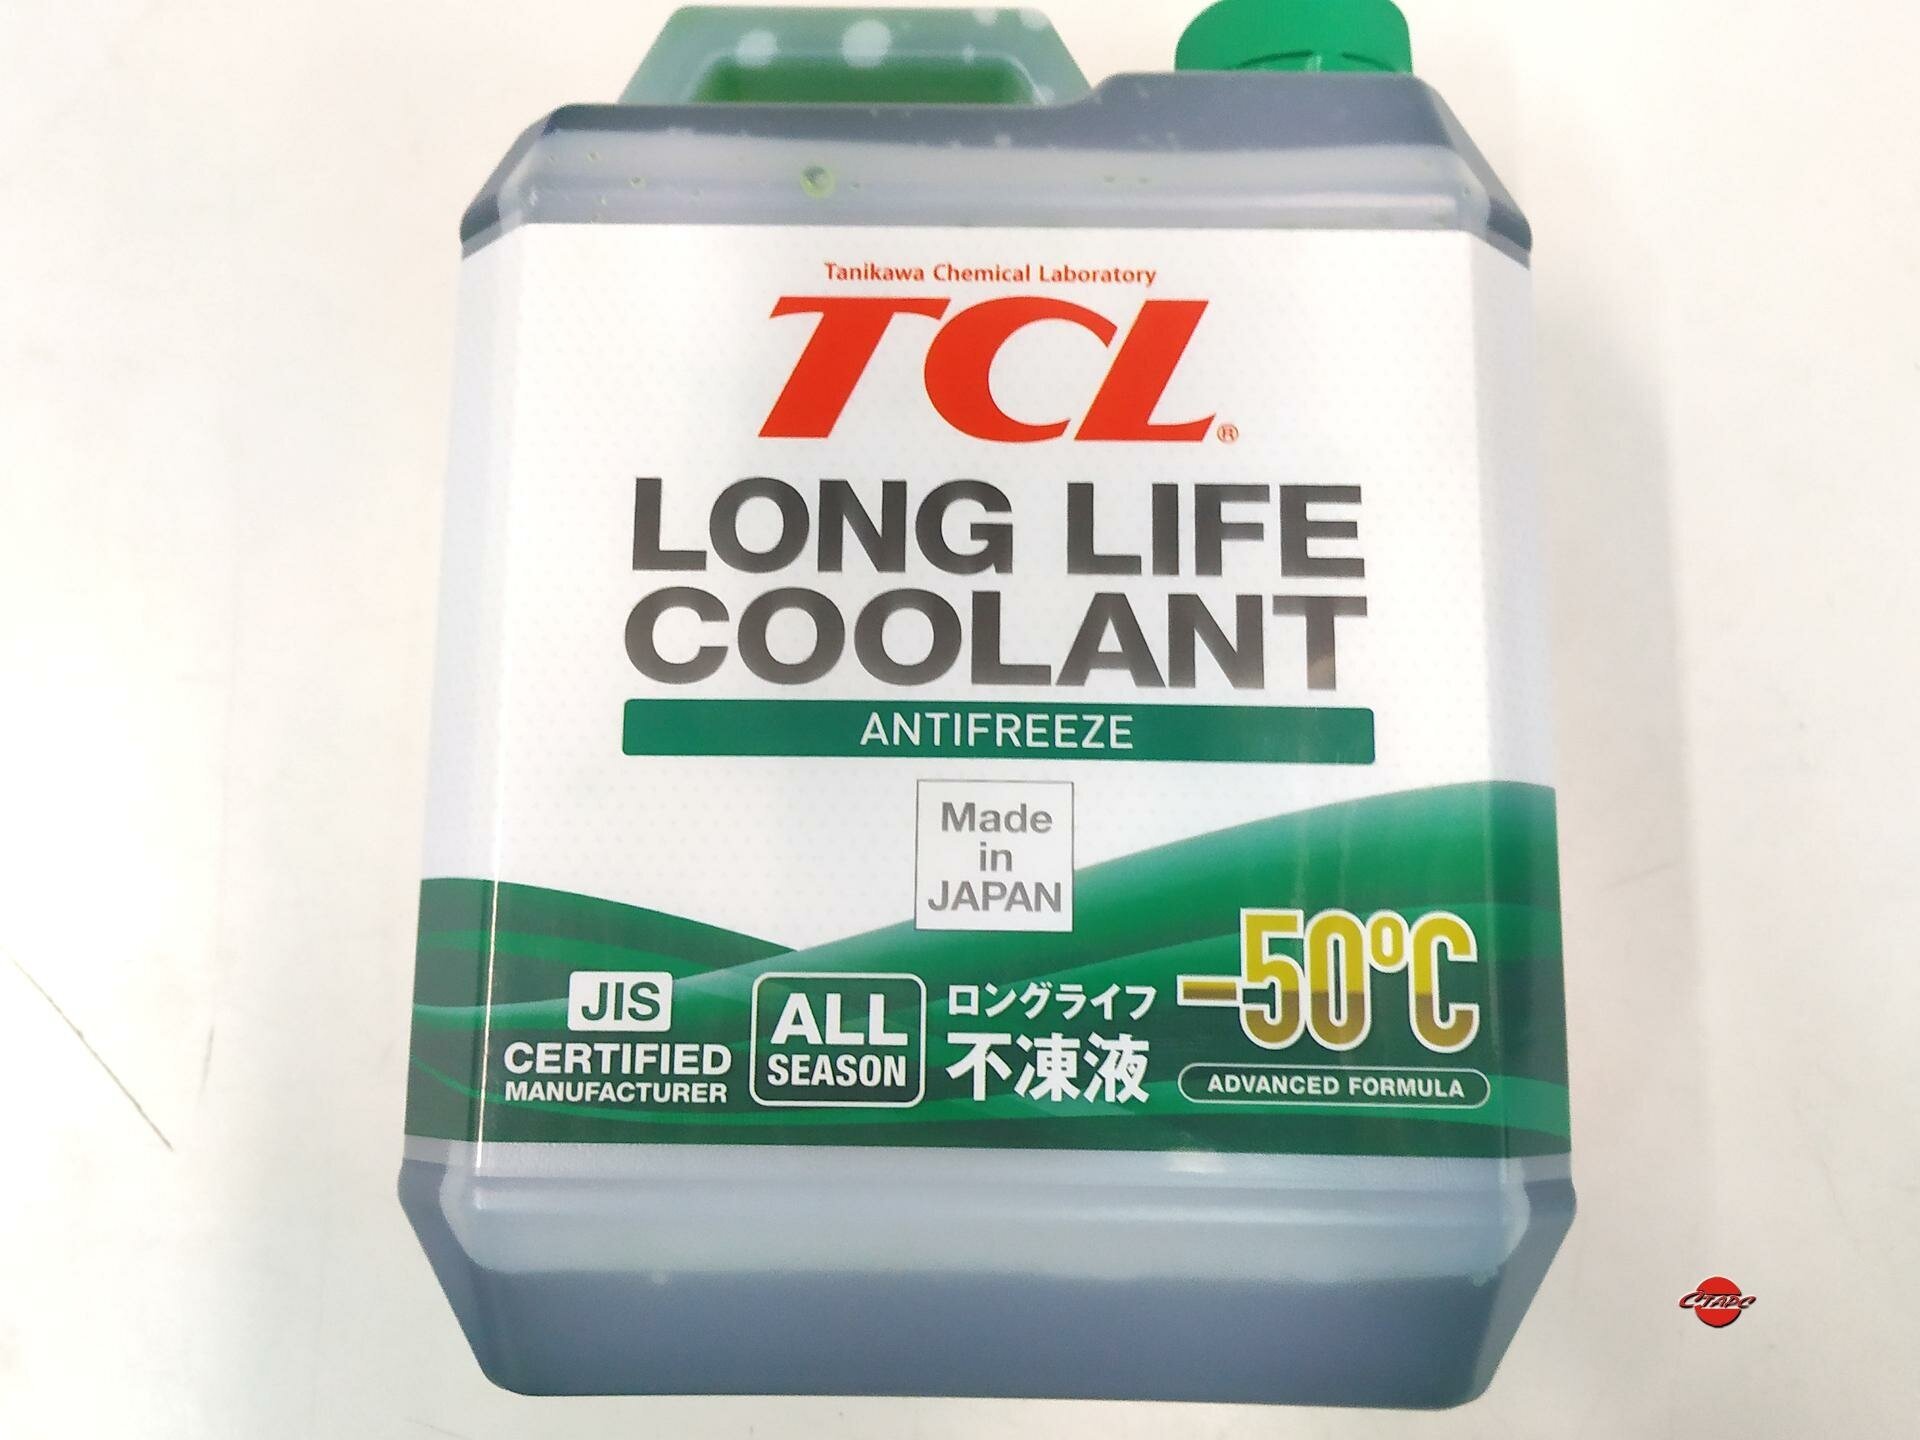 Tanikawa Chemical Laboratory
TCL®
LONG LIFE
COOLANT
ANTIFREEZE
Made
in
JAPAN
JIS
CERTIFIED
MANUFACTURER
ALL
SEASON
ロングライフ
不凍液
-50°C
ADVANCED FORMULA
СТАРС